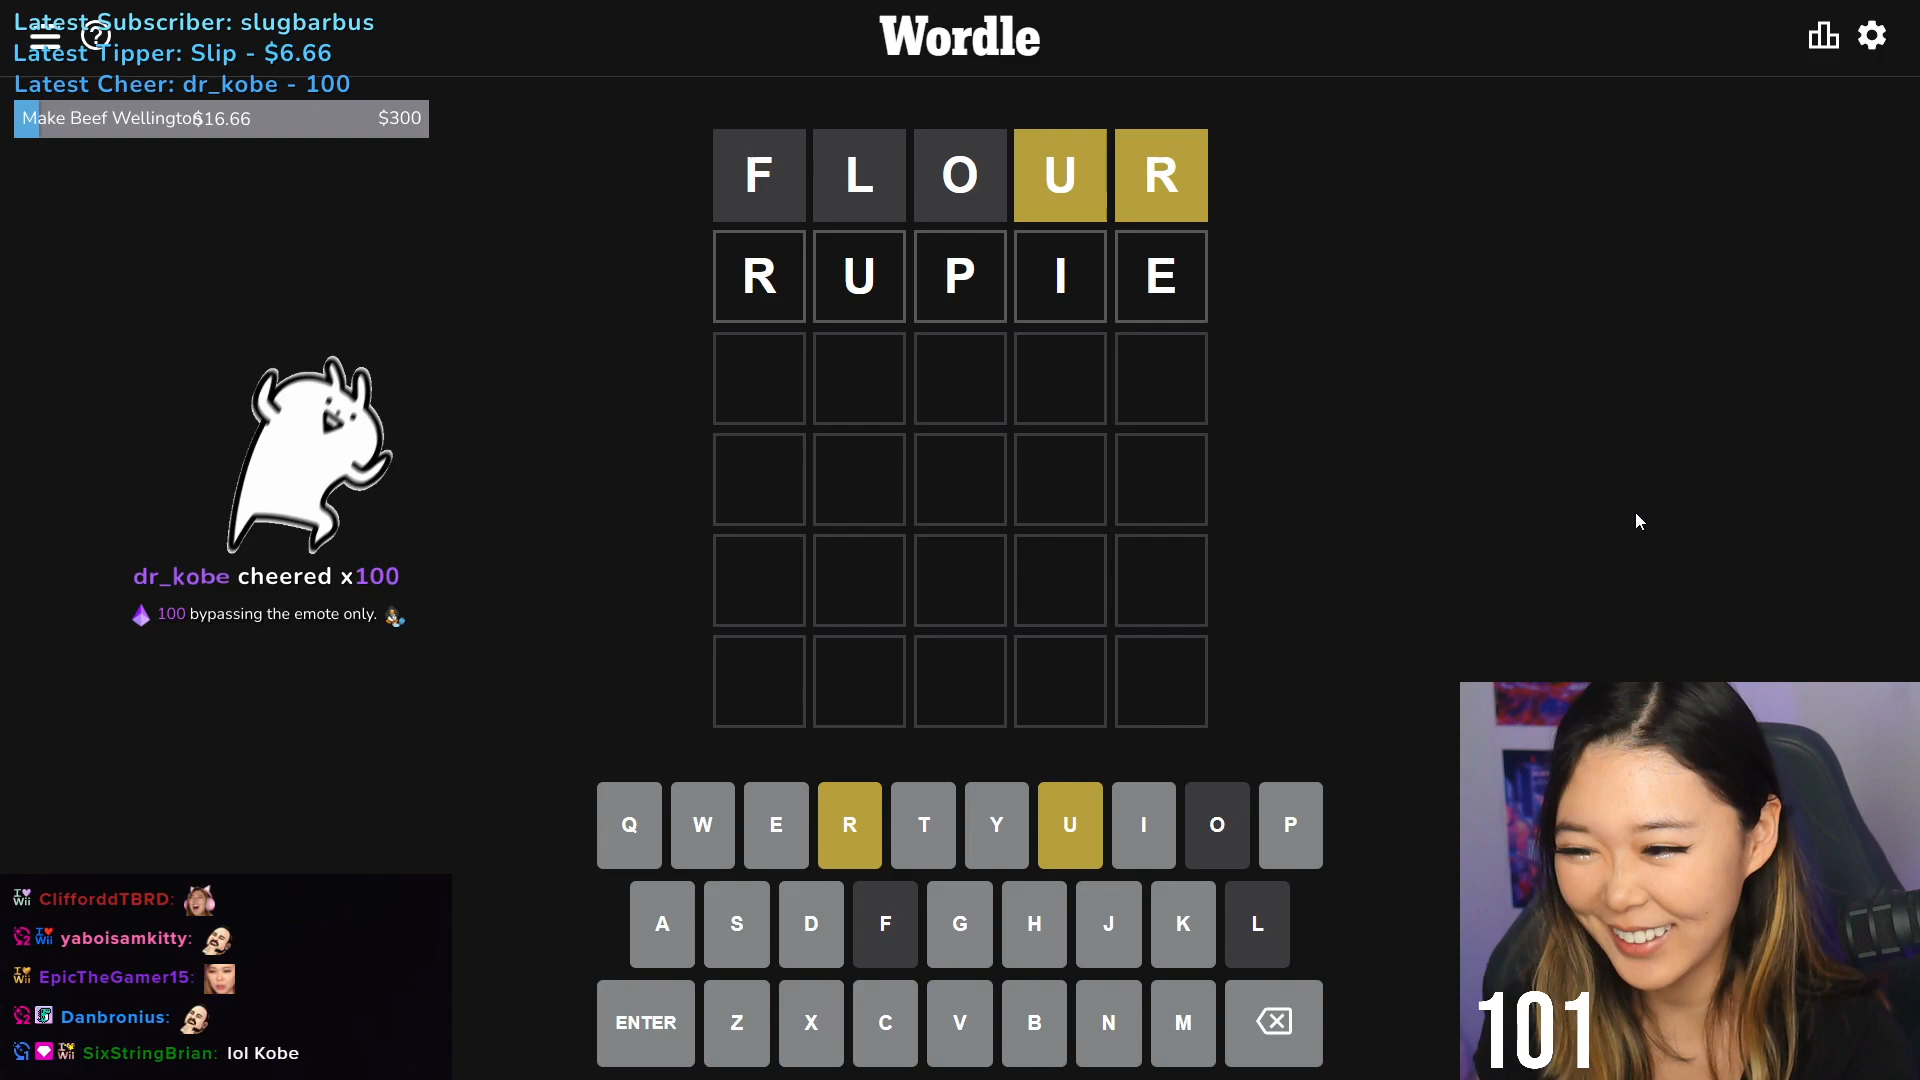 Latest Subscriber: slugbarbus
Latest Tipper: Slip - $6.66
Latest Cheer: dr_kobe - 100
Make Beef Wellington $16.66 $300
?
Wordle
F L O U R
R U P I E
dr_kobe cheered x100
100 bypassing the emote only.
Q W E R T Y U I O P
A S D F G H J K L
ENTER Z X C V B N M
ClifforddTBRD:
yaboisamkitty:
EpicTheGamer15:
Danbronius:
SixStringBrian: lol Kobe
101